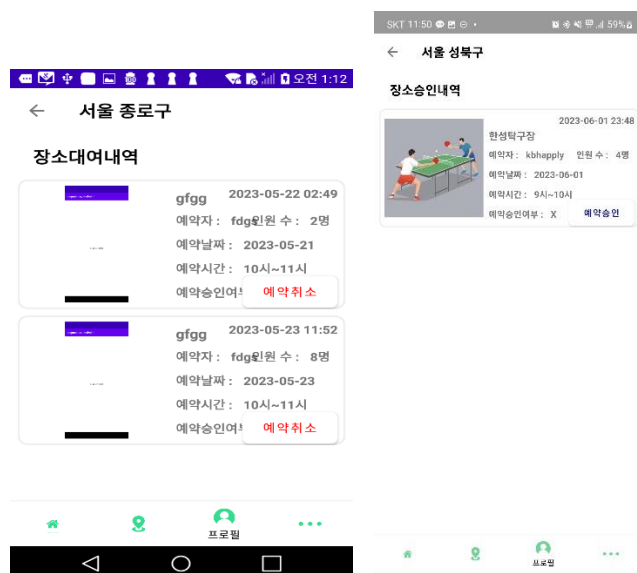 오전 1:12
서울 종로구
장소대여내역
gfgg 2023-05-22 02:49
예약자 : fdgs 인원 수 : 2명
예약날짜 : 2023-05-21
예약시간 : 10시~11시
예약승인여부 예약취소
gfgg 2023-05-23 11:52
예약자 : fdgs 인원 수 : 8명
예약날짜 : 2023-05-23
예약시간 : 10시~11시
예약승인여부 예약취소
프로필
SKT 11:50 59%
서울 성북구
장소승인내역
2023-06-01 23:48
한성탁구장
예약자 : kbhapply 인원 수 : 4명
예약날짜 : 2023-06-01
예약시간 : 9시~10시
예약승인여부 : X 예약승인
프로필